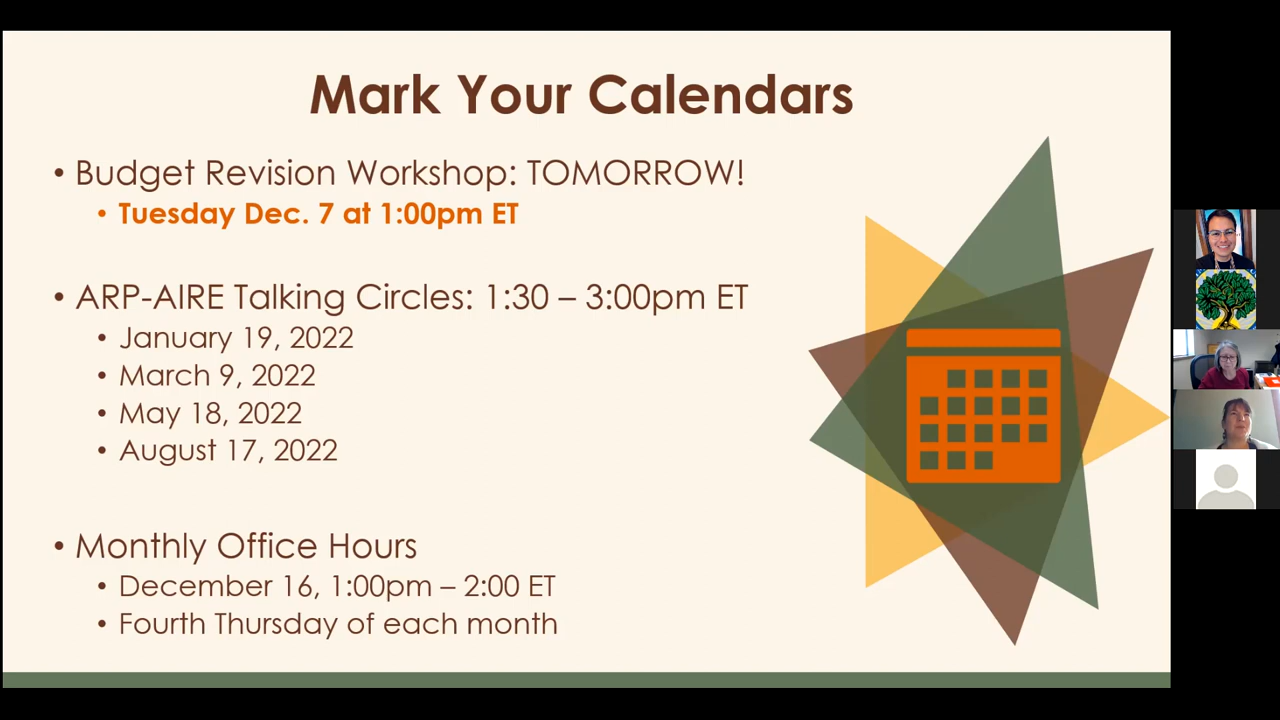 Mark Your Calendars
• Budget Revision Workshop: TOMORROW!
• Tuesday Dec. 7 at 1:00pm ET
• ARP-AIRE Talking Circles: 1:30 – 3:00pm ET
• January 19, 2022
• March 9, 2022
• May 18, 2022
• August 17, 2022
• Monthly Office Hours
• December 16, 1:00pm – 2:00 ET
• Fourth Thursday of each month